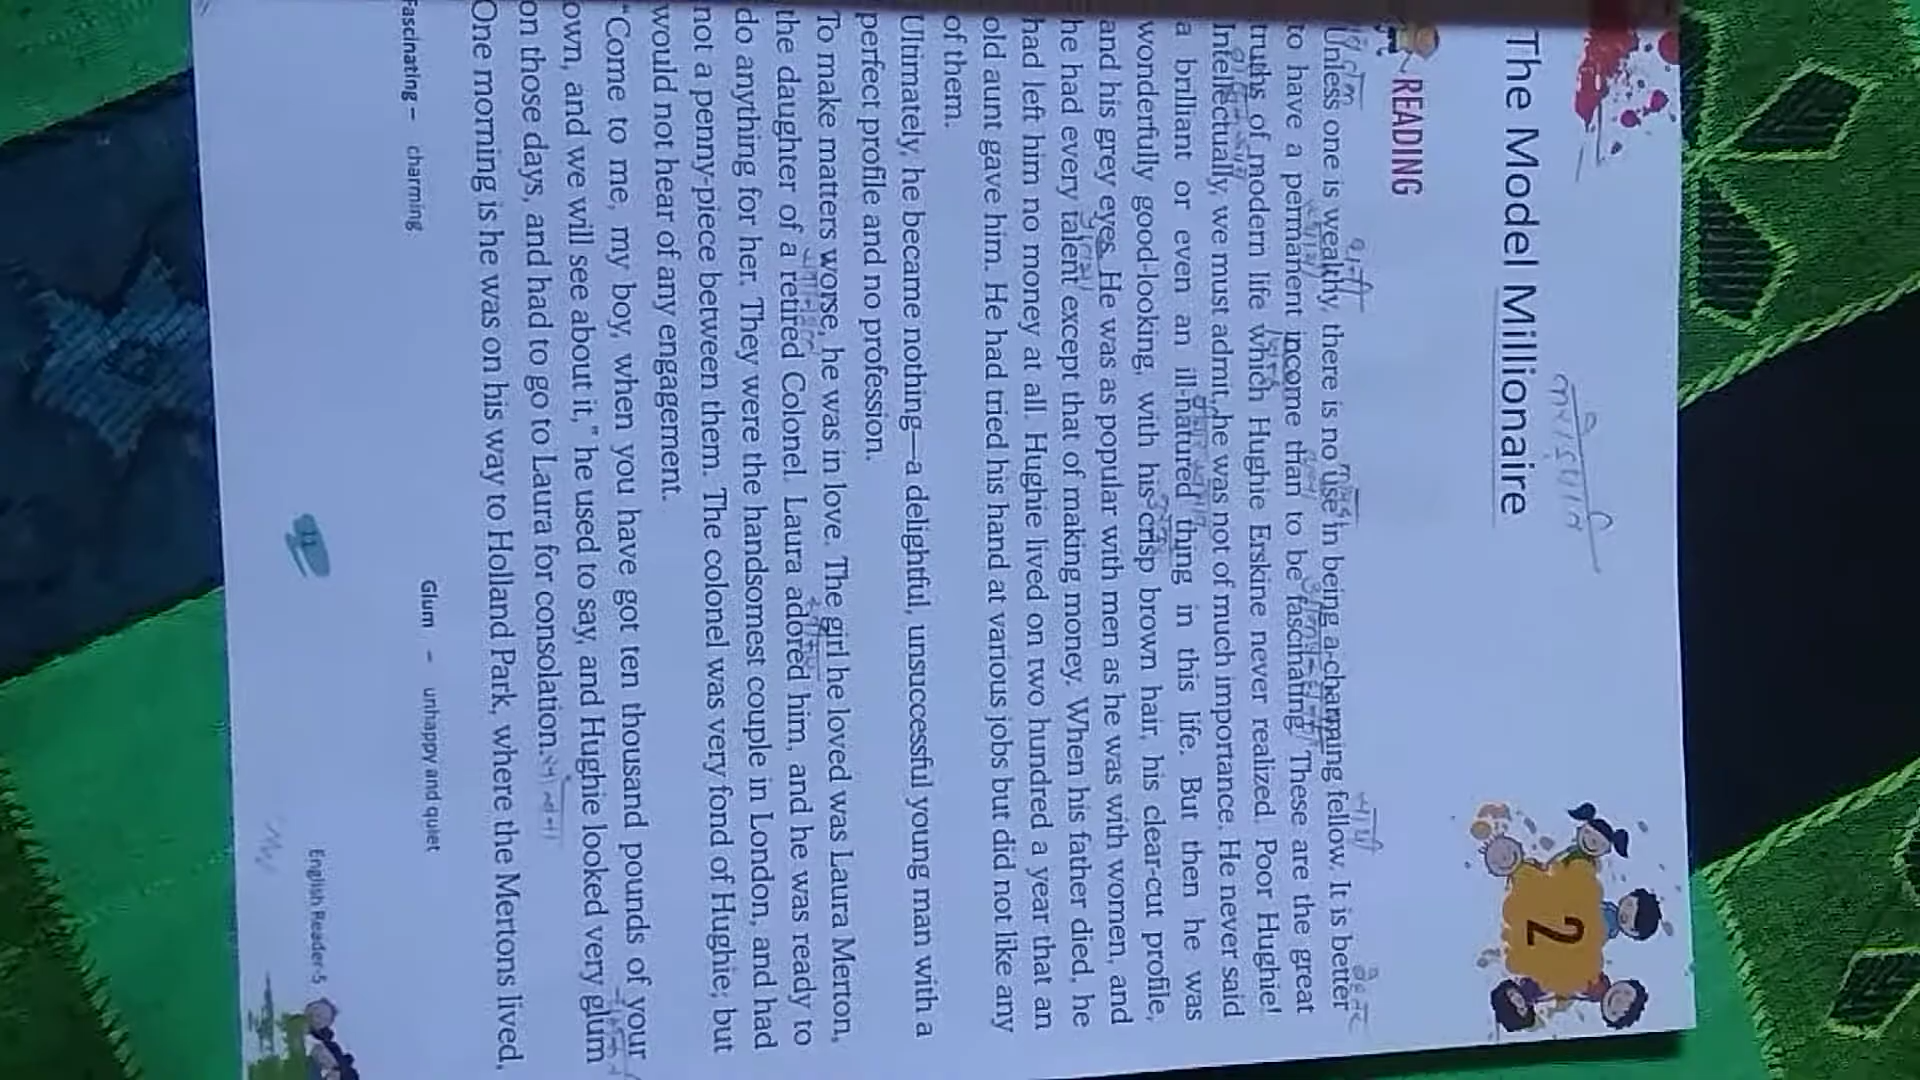 The Model Millionaire
2
READING
Unless one is wealthy, there is no use in being a charming fellow. It is better
to have a permanent income than to be fascinating. These are the great
truths of modern life which Hughie Erskine never realized. Poor Hughie!
Intellectually, we must admit, he was not of much importance. He never said
a brilliant or even an ill-natured thing in this life. But then he was
wonderfully good-looking, with his crisp brown hair, his clear-cut profile,
and his grey eyes. He was as popular with men as he was with women, and
he had every talent except that of making money. When his father died, he
had left him no money at all. Hughie lived on two hundred a year that an
old aunt gave him. He had tried his hand at various jobs but did not like any
of them.
Ultimately, he became nothing—a delightful, unsuccessful young man with a
perfect profile and no profession.
To make matters worse, he was in love. The girl he loved was Laura Merton,
the daughter of a retired Colonel. Laura adored him, and he was ready to
do anything for her. They were the handsomest couple in London, and had
not a penny-piece between them. The colonel was very fond of Hughie; but
would not hear of any engagement.
“Come to me, my boy, when you have got ten thousand pounds of your
own, and we will see about it,” he used to say, and Hughie looked very glum
on those days, and had to go to Laura for consolation.
One morning is he was on his way to Holland Park, where the Mertons lived,
Fascinating – charming Glum – unhappy and quiet
11
English Reader-5